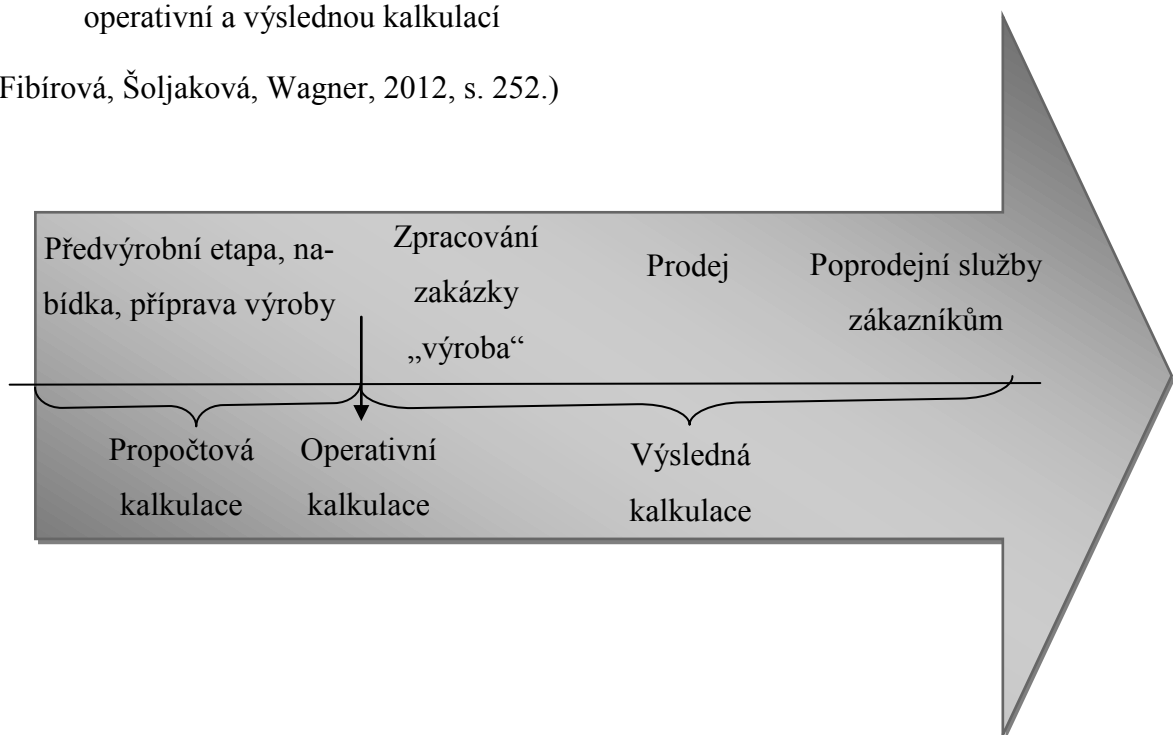 operativní a výslednou kalkulací
Fibírová, Šoljaková, Wagner, 2012, s. 252.)
Předvýrobní etapa, na-
bídka, příprava výroby
Zpracování
zakázky
„výroba“
Prodej
Poprodejní služby
zákazníkům
Propočtová
kalkulace
Operativní
kalkulace
Výsledná
kalkulace